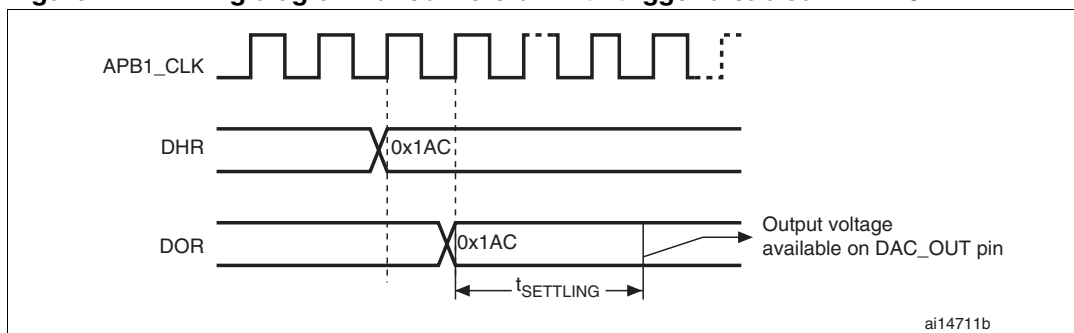 APB1_CLK
DHR
0x1AC
DOR
0x1AC
Output voltage
available on DAC_OUT pin
tSETTLING
ai14711b